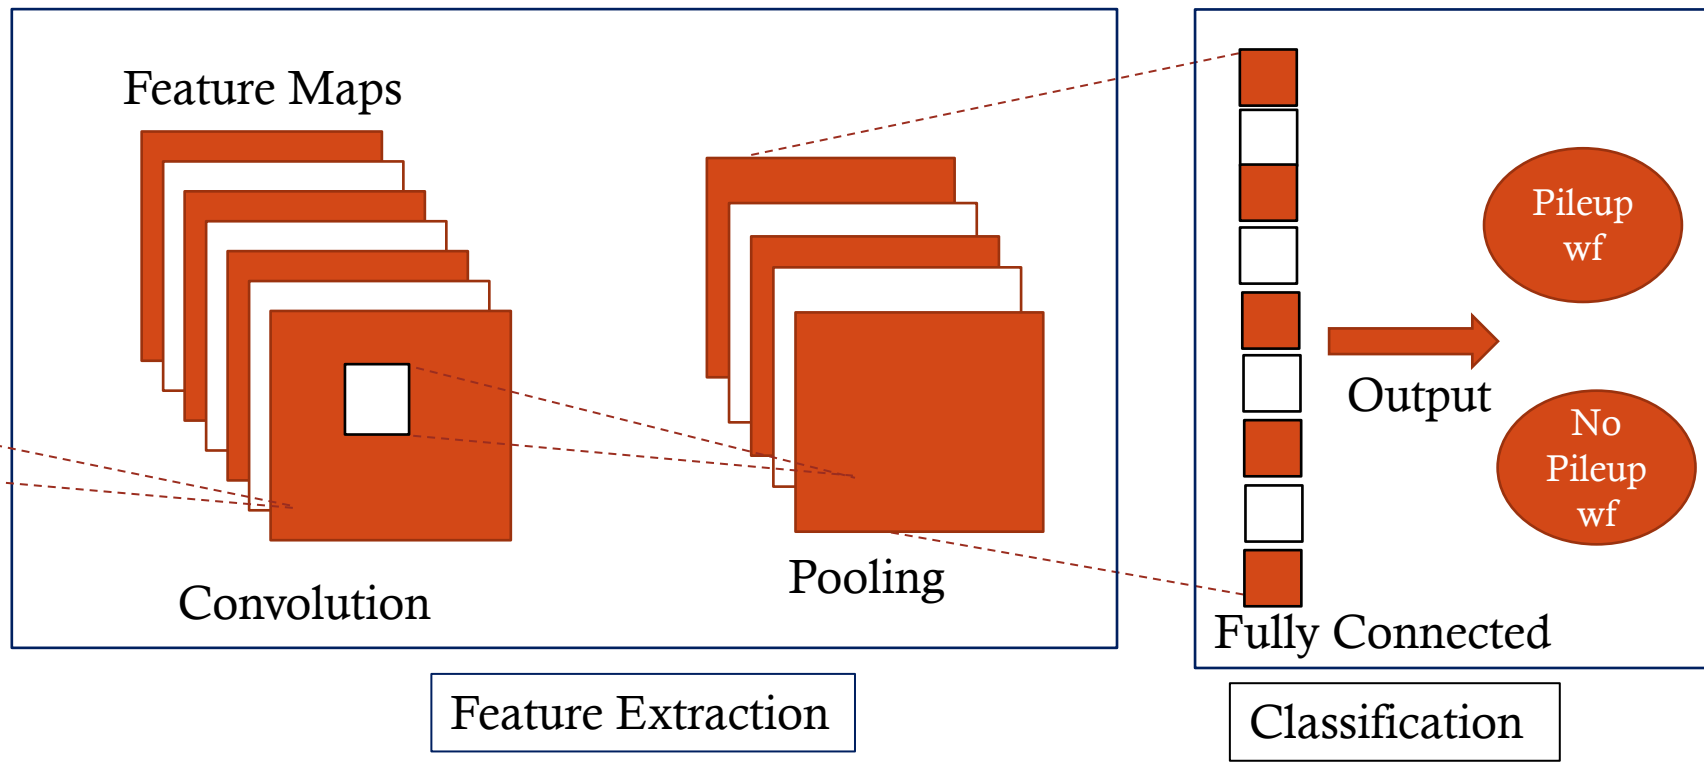 Feature Maps
Convolution
Pooling
Feature Extraction
Fully Connected
Output
Pileup
wf
No
Pileup
wf
Classification